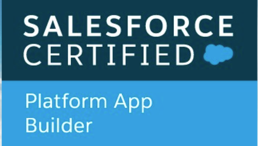 SALESFORCE
CERTIFIED
Platform App
Builder